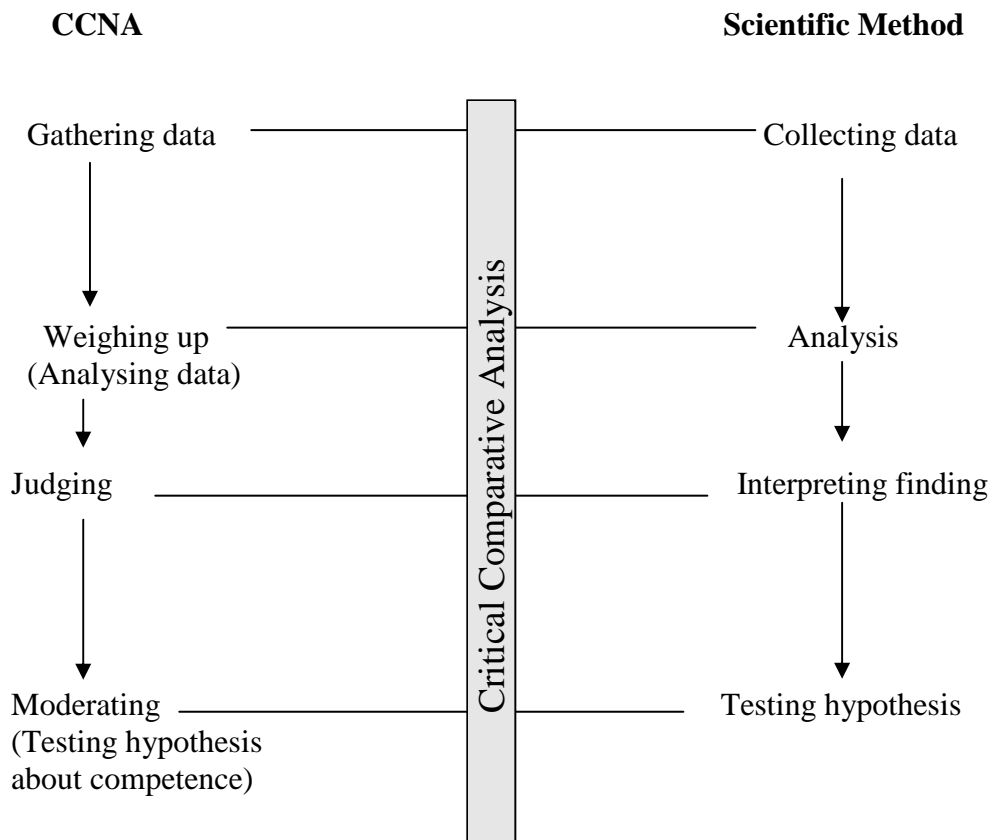 CCNA
Scientific Method
Gathering data
Collecting data
Weighing up
(Analysing data)
Analysis
Judging
Interpreting finding
Moderating
(Testing hypothesis
about competence)
Testing hypothesis
Critical Comparative Analysis